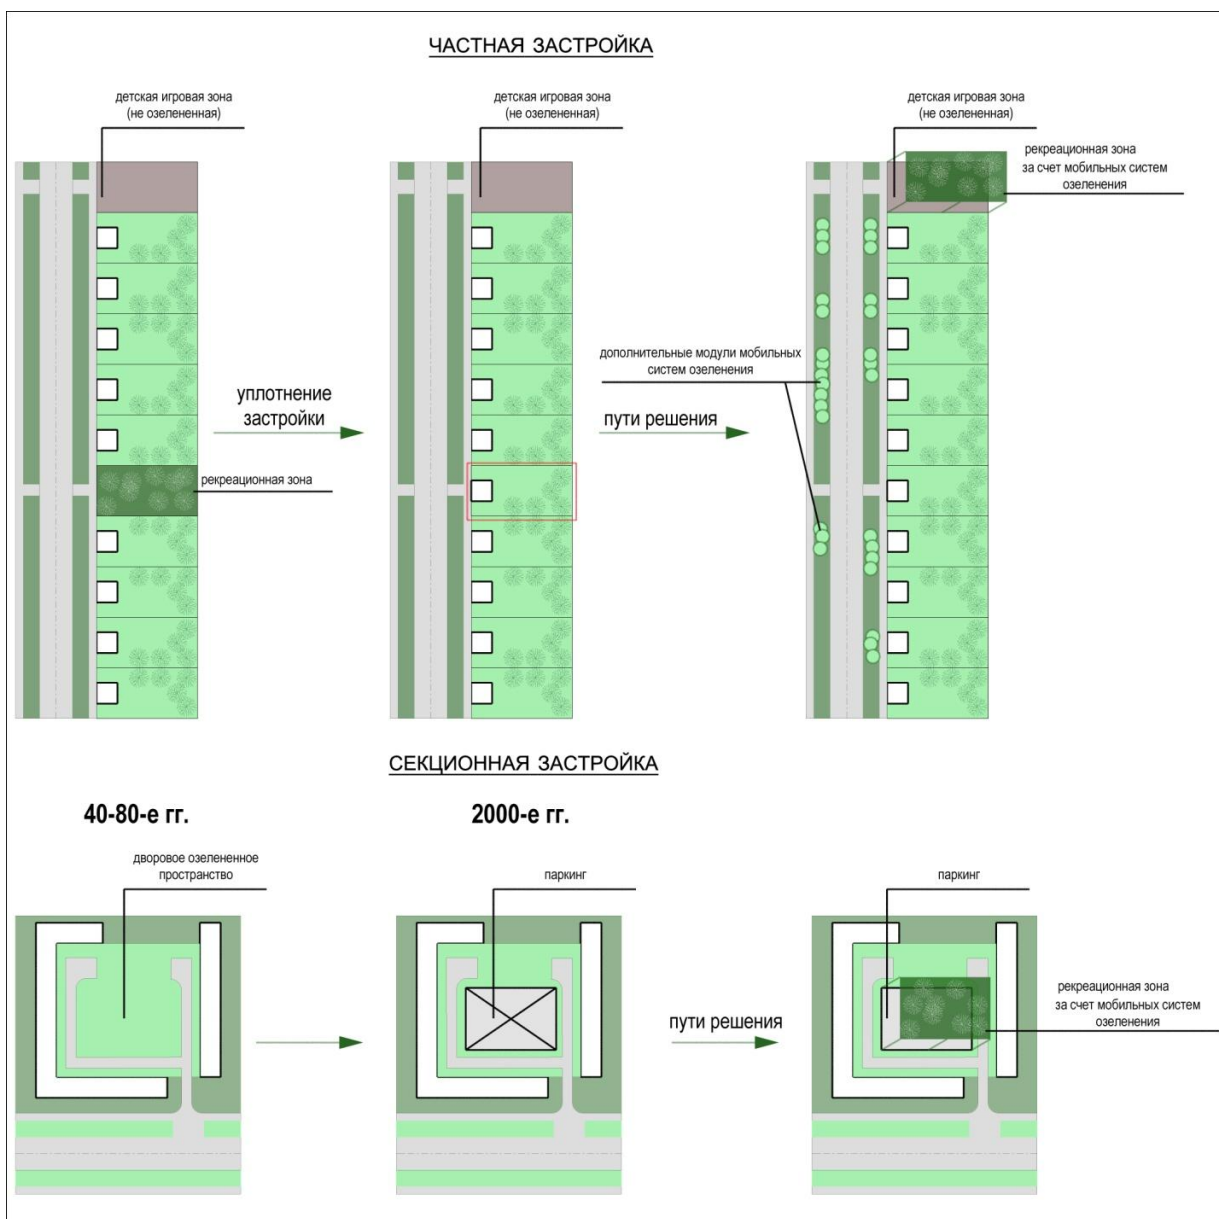 ЧАСТНАЯ ЗАСТРОЙКА
детская игровая зона
(не озелененная)
детская игровая зона
(не озелененная)
детская игровая зона
(не озелененная)
рекреационная зона
за счет мобильных систем
озеленения
уплотнение
застройки
дополнительные модули мобильных
систем озеленения
пути решения
рекреационная зона
СЕКЦИОННАЯ ЗАСТРОЙКА
40-80-е гг.
2000-е гг.
дворовое озелененное
пространство
паркинг
паркинг
пути решения
рекреационная зона
за счет мобильных систем
озеленения